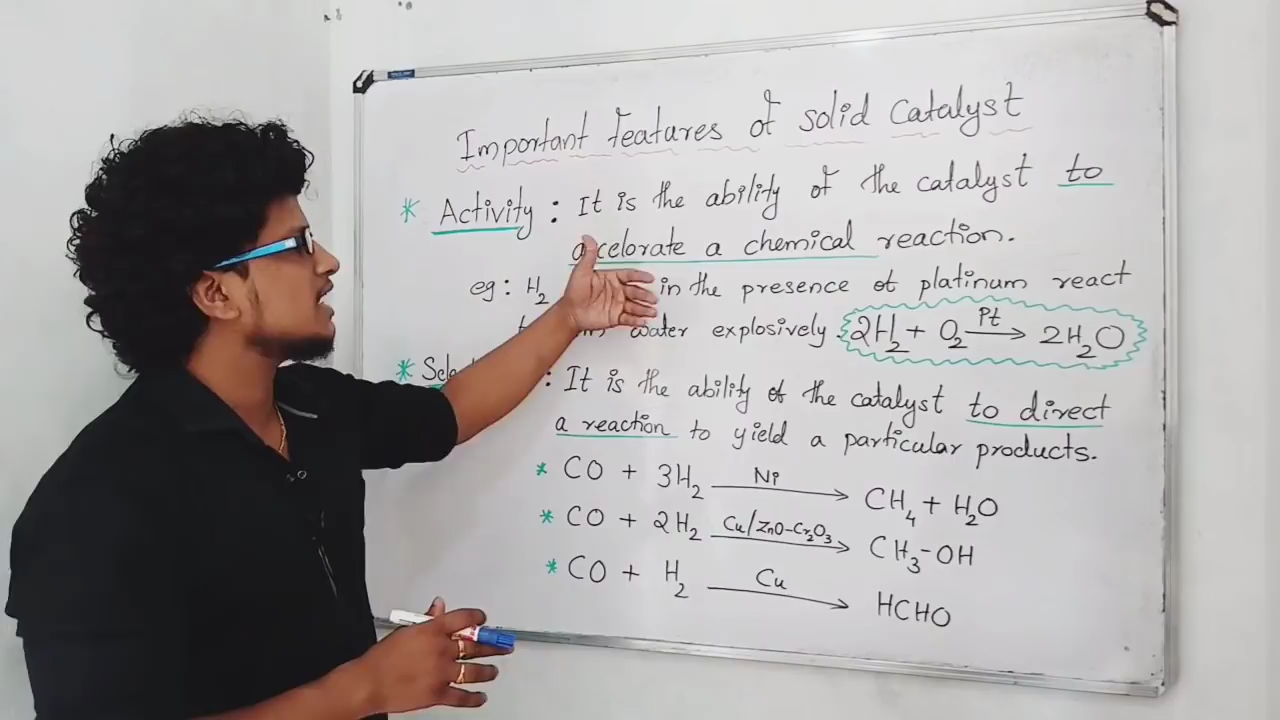 Important features of solid Catalyst
* Activity : It is the ability of the catalyst to
accelorate a chemical reaction.
eg : H2 in the presence of platinum react
water explosively. 2H2 + O2 Pt → 2H2O
* : It is the ability of the catalyst to direct
a reaction to yield a particular products.
* CO + 3H2 Ni → CH4 + H2O
* CO + 2H2 Cu/ZnO-Cr2O3 → CH3-OH
* CO + H2 Cu → HCHO